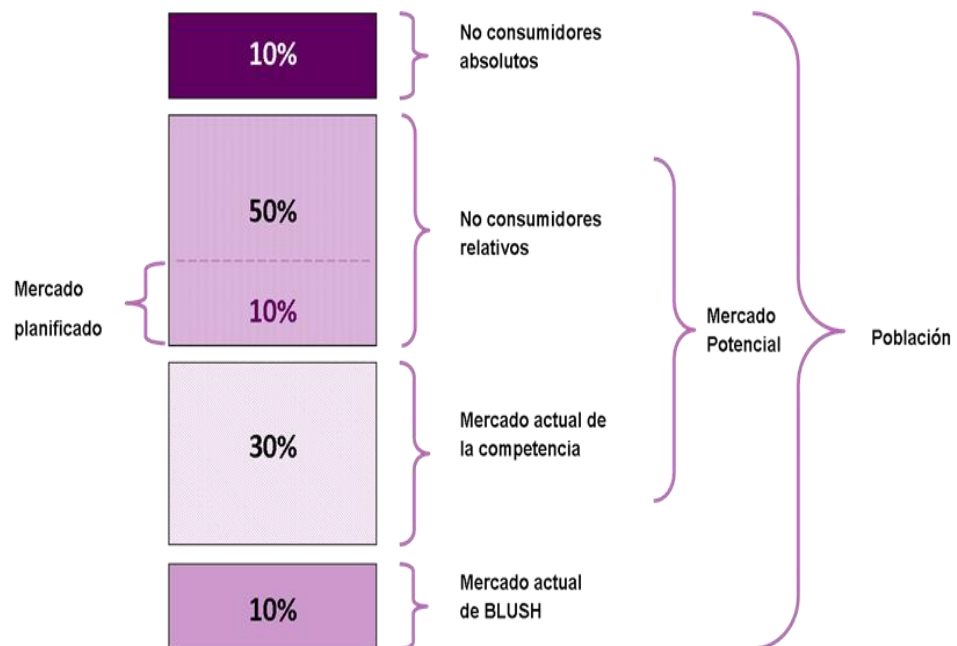 10%
No consumidores
absolutos
50%
No consumidores
relativos
Mercado
planificado
10%
Mercado
Potencial
Población
30%
Mercado actual de
la competencia
10%
Mercado actual
de BLUSH